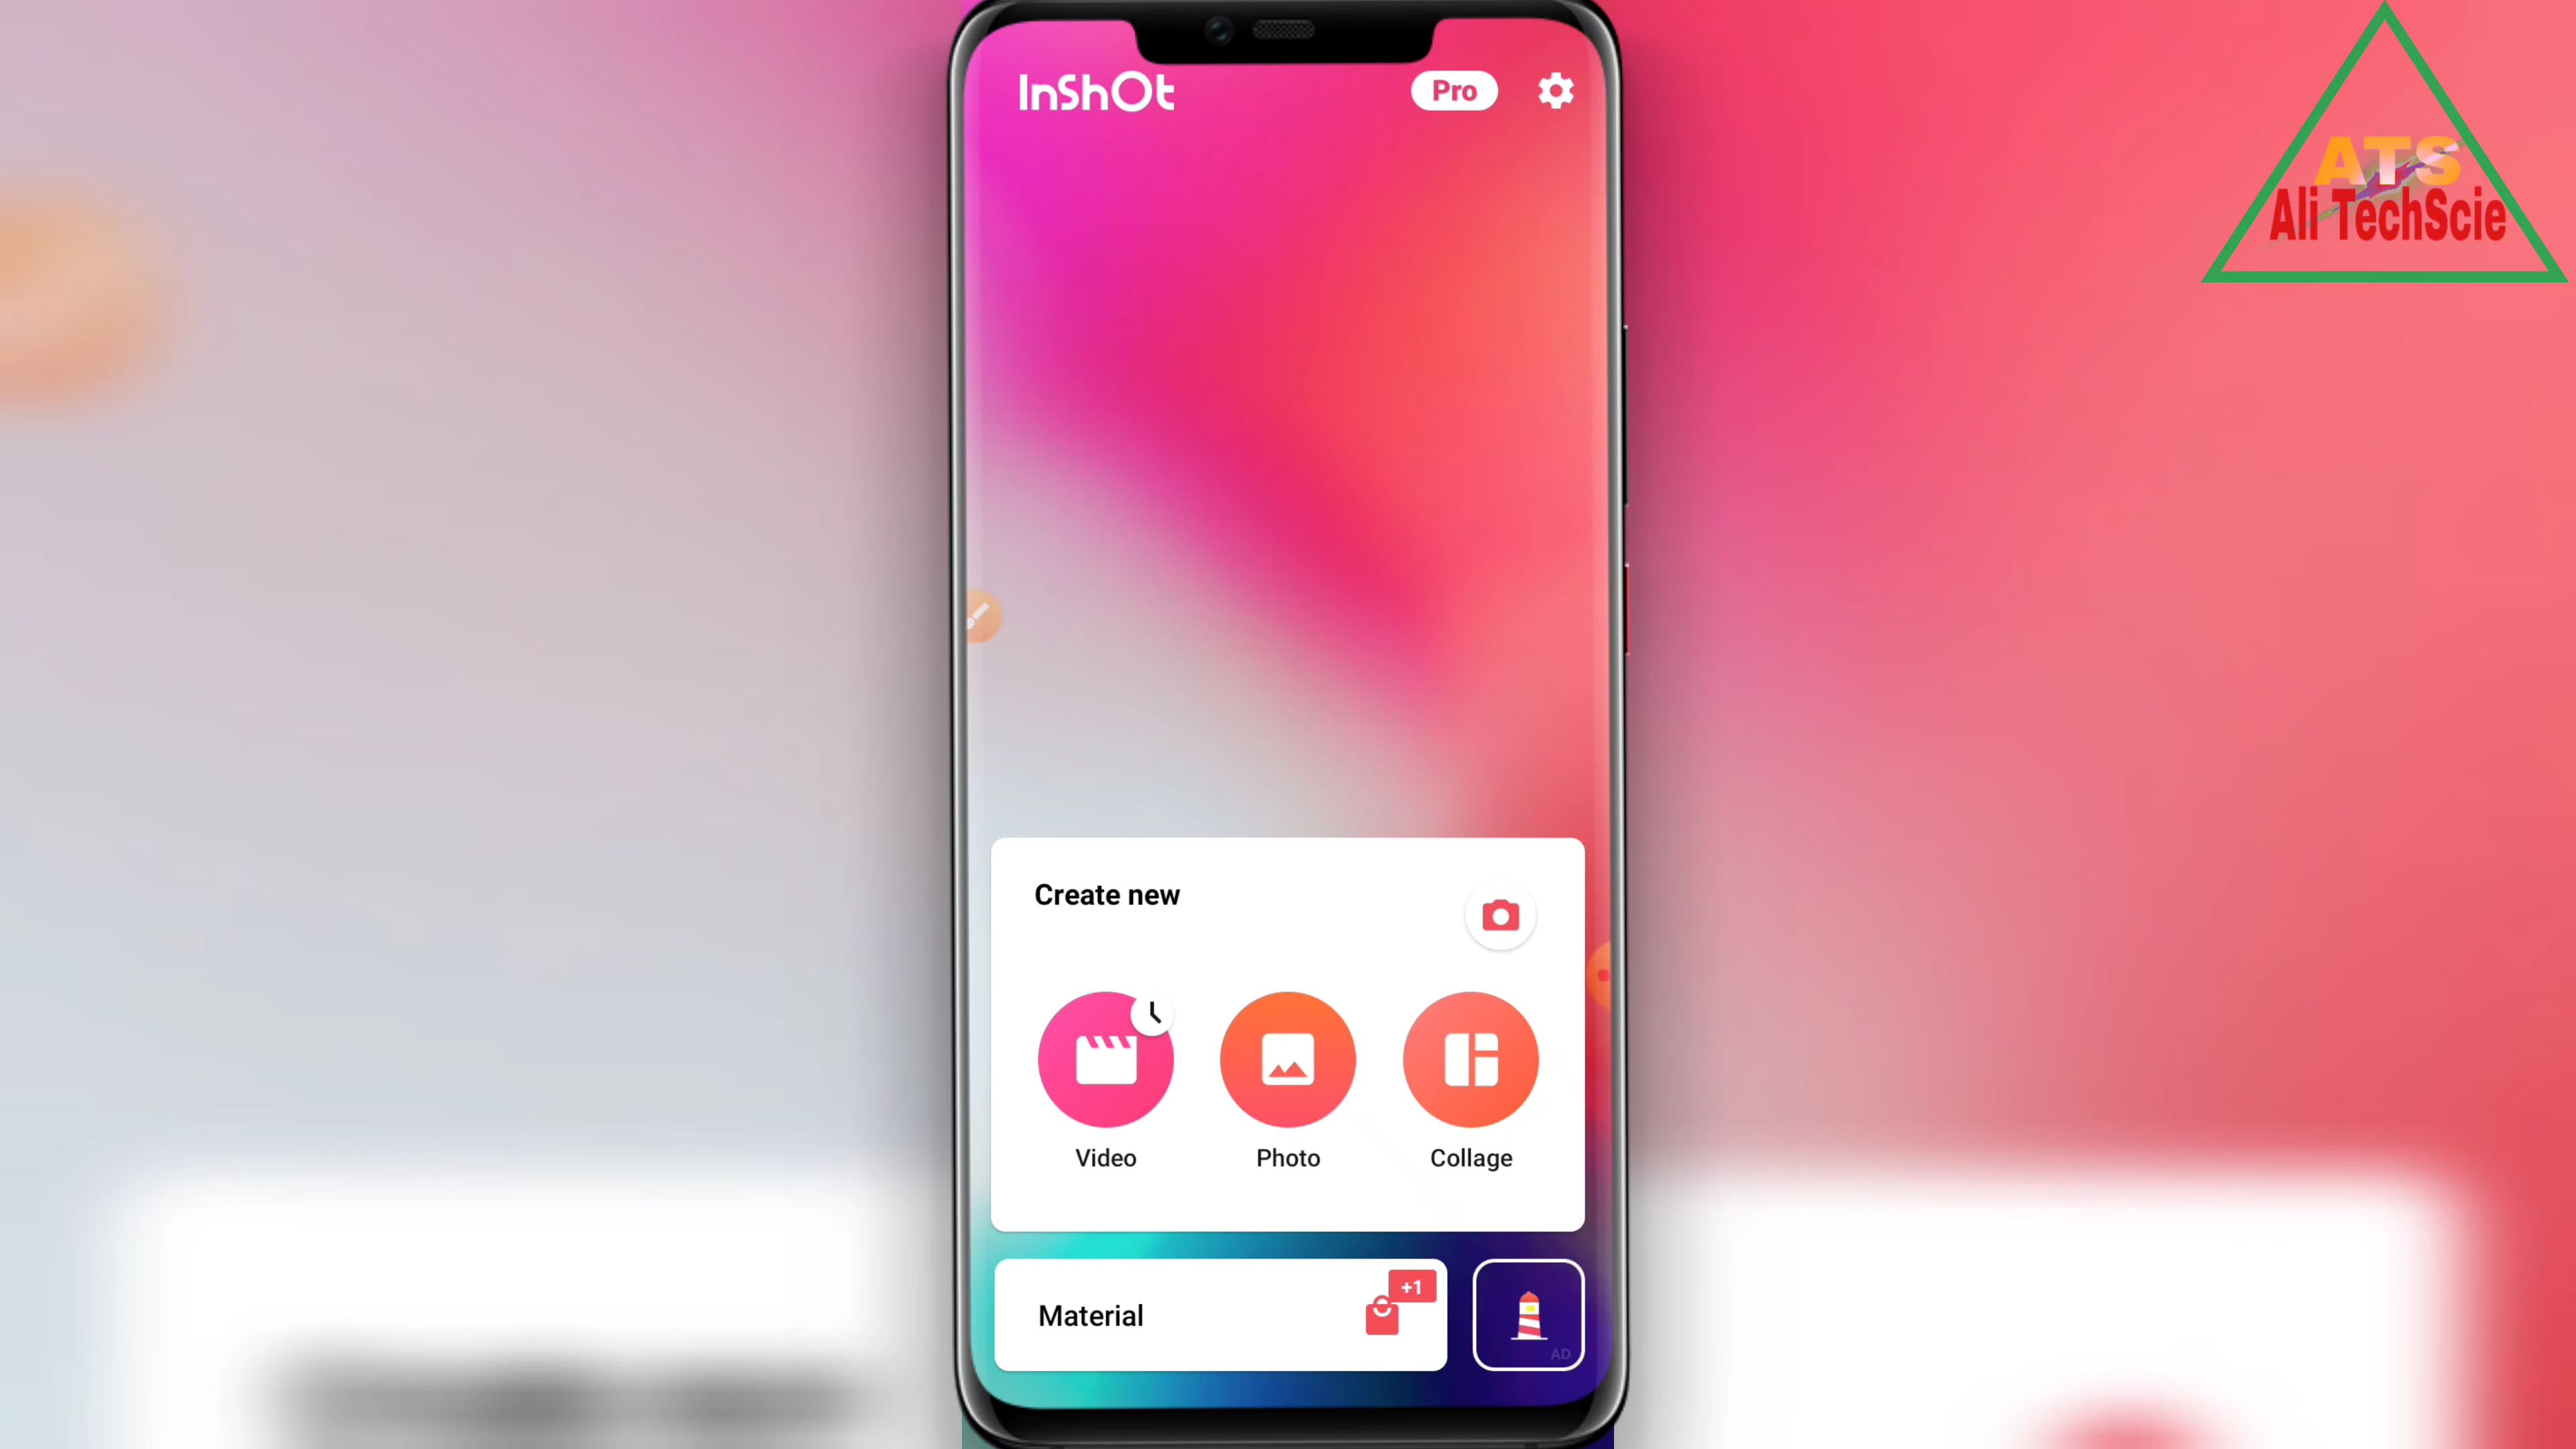 InShOt
Pro
ATS
Ali TechScie
Create new
Video
Photo
Collage
Material
+1
AD